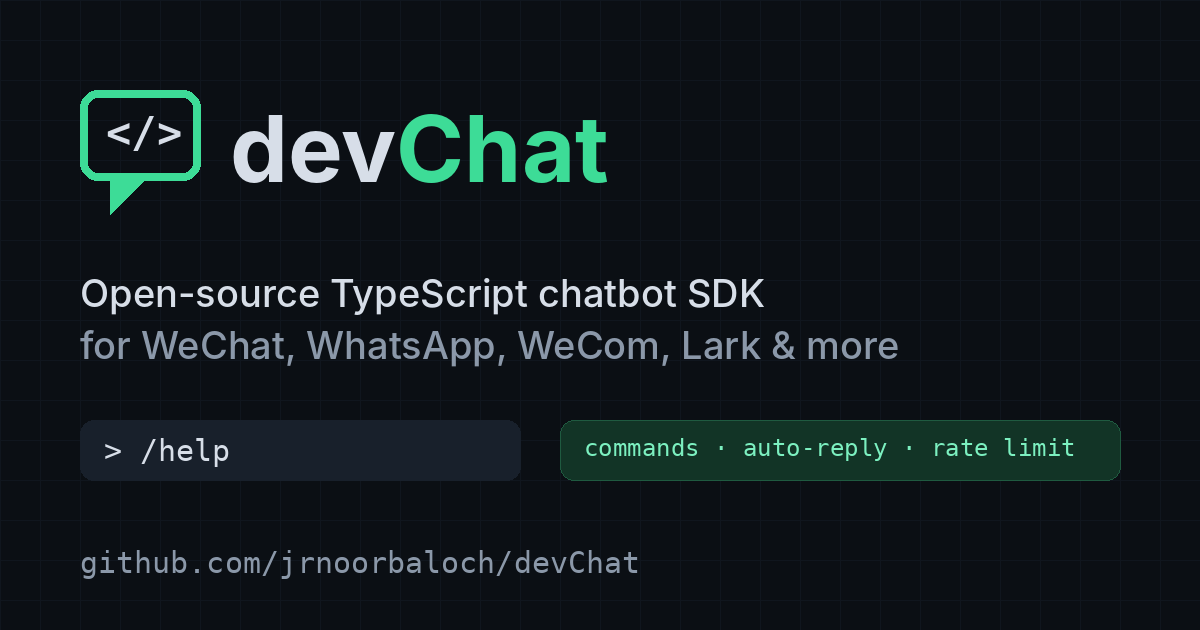 </>
devChat
Open-source TypeScript chatbot SDK
for WeChat, WhatsApp, WeCom, Lark & more
> /help
commands · auto-reply · rate limit
github.com/jrnoorbaloch/devChat